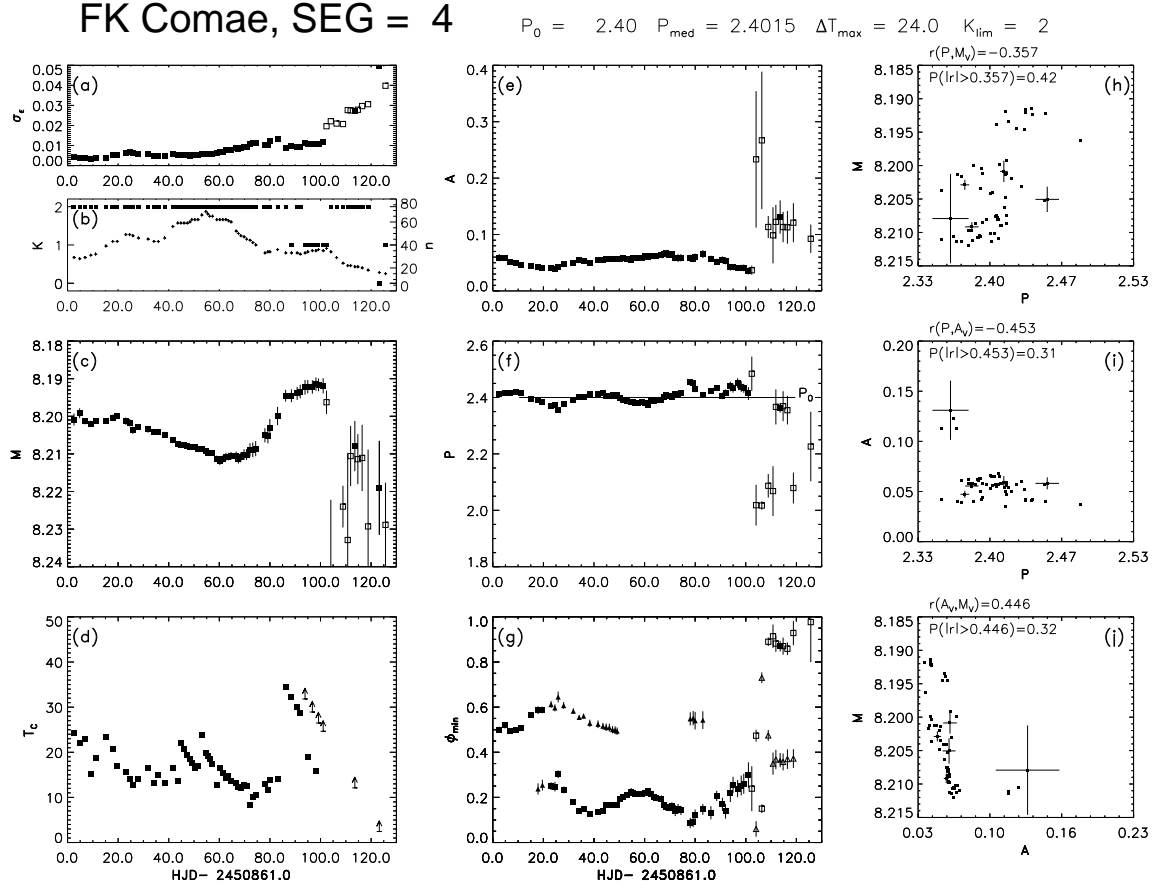 FK Comae, SEG = 4
P0 = 2.40 Pmed = 2.4015 ΔTmax = 24.0 Klim = 2
(a)
σε
0.05
0.04
0.03
0.02
0.01
0.00
0.0 20.0 40.0 60.0 80.0 100.0 120.0
(b)
K
2
1
0
n
80
60
40
20
0
0.0 20.0 40.0 60.0 80.0 100.0 120.0
(c)
M
8.18
8.19
8.20
8.21
8.22
8.23
8.24
0.0 20.0 40.0 60.0 80.0 100.0 120.0
(d)
TC
50
40
30
20
10
0
0.0 20.0 40.0 60.0 80.0 100.0 120.0
HJD− 2450861.0
(e)
A
0.4
0.3
0.2
0.1
0.0
0.0 20.0 40.0 60.0 80.0 100.0 120.0
(f)
P
2.6
2.4
2.2
2.0
1.8
P0
0.0 20.0 40.0 60.0 80.0 100.0 120.0
(g)
ϕmin
1.0
0.8
0.6
0.4
0.2
0.0
0.0 20.0 40.0 60.0 80.0 100.0 120.0
HJD− 2450861.0
r(P,MV)=−0.357
P(|r|>0.357)=0.42
(h)
M
8.185
8.190
8.195
8.200
8.205
8.210
8.215
2.33 2.40 2.47 2.53
P
r(P,AV)=−0.453
P(|r|>0.453)=0.31
(i)
A
0.20
0.15
0.10
0.05
0.00
2.33 2.40 2.47 2.53
P
r(AV,MV)=0.446
P(|r|>0.446)=0.32
(j)
M
8.185
8.190
8.195
8.200
8.205
8.210
8.215
0.03 0.10 0.16 0.23
A